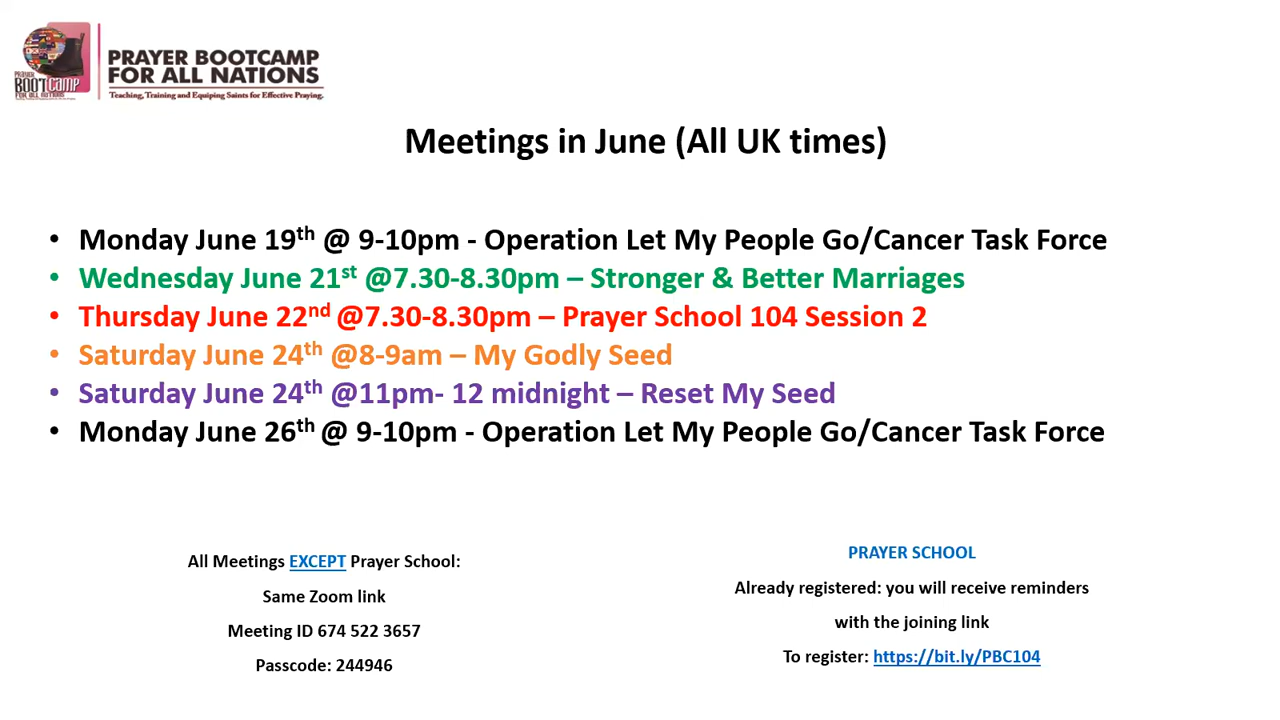 PRAYER
BOOTCAMP
FOR ALL NATIONS
PRAYER BOOTCAMP
FOR ALL NATIONS
Teaching, Training and Equiping Saints for Effective Praying.
Meetings in June (All UK times)
• Monday June 19th @ 9-10pm - Operation Let My People Go/Cancer Task Force
• Wednesday June 21st @7.30-8.30pm – Stronger & Better Marriages
• Thursday June 22nd @7.30-8.30pm – Prayer School 104 Session 2
• Saturday June 24th @8-9am – My Godly Seed
• Saturday June 24th @11pm- 12 midnight – Reset My Seed
• Monday June 26th @ 9-10pm - Operation Let My People Go/Cancer Task Force
All Meetings EXCEPT Prayer School:
Same Zoom link
Meeting ID 674 522 3657
Passcode: 244946
PRAYER SCHOOL
Already registered: you will receive reminders
with the joining link
To register: https://bit.ly/PBC104